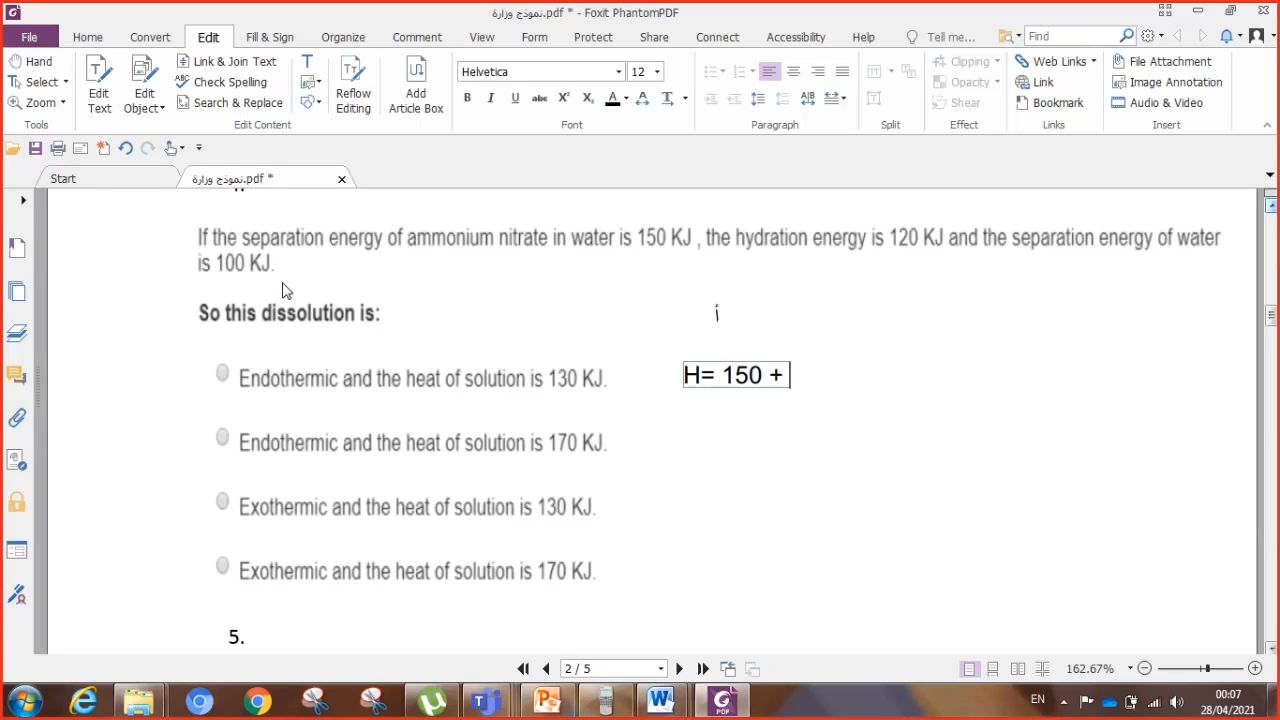 نموذج وزارة.pdf * - Foxit PhantomPDF
File Home Convert Edit Fill & Sign Organize Comment View Form Protect Share Connect Accessibility Help Tell me... Find
Hand
Select
Zoom
Tools
Edit Text
Edit Object
Link & Join Text
Check Spelling
Search & Replace
Edit Content
Reflow Editing
Add Article Box
Helvetica 12
B I U abc X² X₂ A A T
Font
Paragraph
Split
Clipping
Opacity
Shear
Effect
Web Links
Link
Bookmark
Links
File Attachment
Image Annotation
Audio & Video
Insert
Start نموذج وزارة.pdf *
If the separation energy of ammonium nitrate in water is 150 KJ , the hydration energy is 120 KJ and the separation energy of water
is 100 KJ.
So this dissolution is: أ
Endothermic and the heat of solution is 130 KJ. H= 150 +
Endothermic and the heat of solution is 170 KJ.
Exothermic and the heat of solution is 130 KJ.
Exothermic and the heat of solution is 170 KJ.
5.
2 / 5 162.67%
EN 00:07
28/04/2021